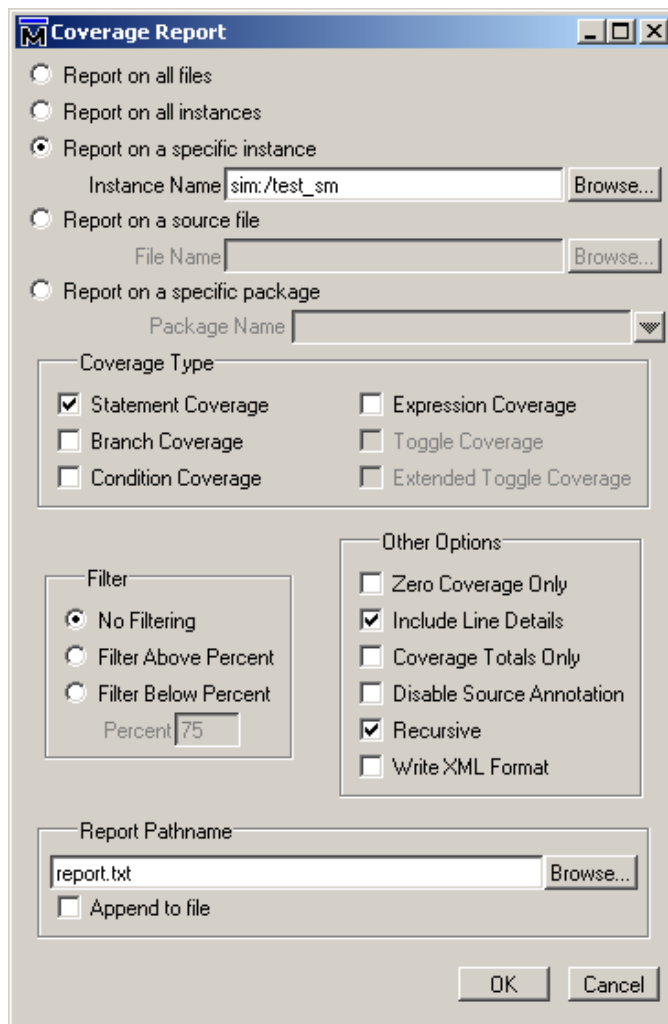 M Coverage Report
Report on all files
Report on all instances
Report on a specific instance
Instance Name sim:/test_sm Browse...
Report on a source file
File Name Browse...
Report on a specific package
Package Name
Coverage Type
Statement Coverage Expression Coverage
Branch Coverage Toggle Coverage
Condition Coverage Extended Toggle Coverage
Other Options
Filter Zero Coverage Only
No Filtering Include Line Details
Filter Above Percent Coverage Totals Only
Filter Below Percent Disable Source Annotation
Percent 75 Recursive
Write XML Format
Report Pathname
report.txt Browse...
Append to file
OK Cancel